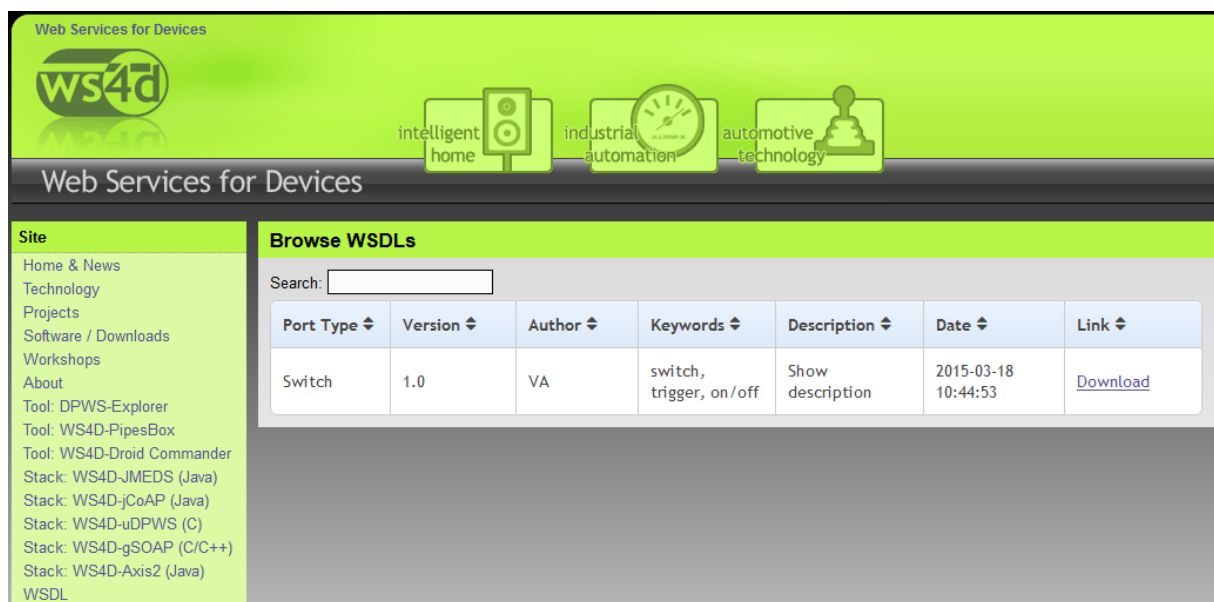 Web Services for Devices
ws4d
intelligent
home
industrial
automation
automotive
technology
Web Services for Devices
Site
Home & News
Technology
Projects
Software / Downloads
Workshops
About
Tool: DPWS-Explorer
Tool: WS4D-PipesBox
Tool: WS4D-Droid Commander
Stack: WS4D-JMEDS (Java)
Stack: WS4D-jCoAP (Java)
Stack: WS4D-uDPWS (C)
Stack: WS4D-gSOAP (C/C++)
Stack: WS4D-Axis2 (Java)
WSDL
Browse WSDLs
Search:
Port Type Version Author Keywords Description Date Link
Switch 1.0 VA switch, trigger, on/off Show description 2015-03-18 10:44:53 Download